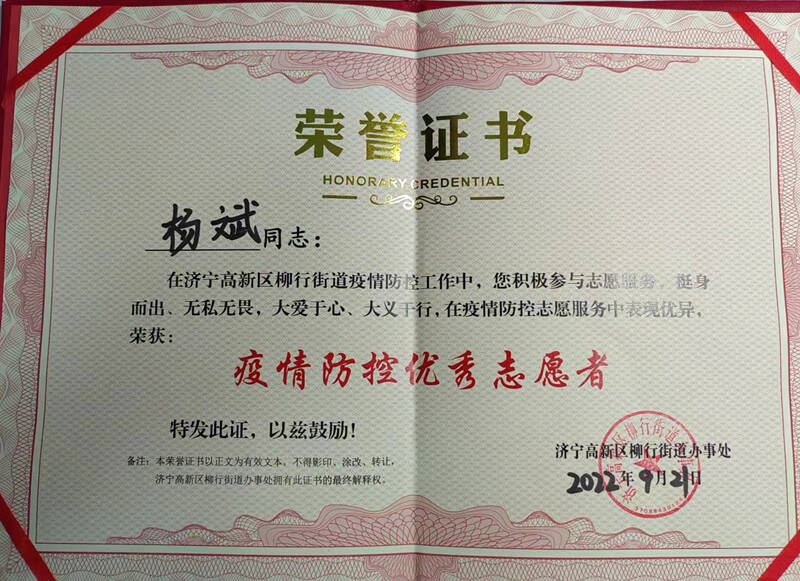 荣誉证书
HONORARY CREDENTIAL
杨斌同志：
在济宁高新区柳行街道疫情防控工作中，您积极参与志愿服务，挺身
而出、无私无畏，大爱于心、大义于行，在疫情防控志愿服务中表现优异，
荣获：
疫情防控优秀志愿者
特发此证，以兹鼓励！
备注：本荣誉证书以正文为有效文本，不得影印、涂改、转让，
济宁高新区柳行街道办事处拥有此证书的最终解释权。
济宁高新区柳行街道办事处
2022年9月21日